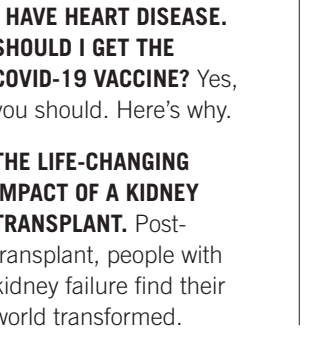 HAVE HEART DISEASE.
SHOULD I GET THE
COVID-19 VACCINE? Yes,
you should. Here’s why.
THE LIFE-CHANGING
IMPACT OF A KIDNEY
TRANSPLANT. Post-
transplant, people with
kidney failure find their
world transformed.